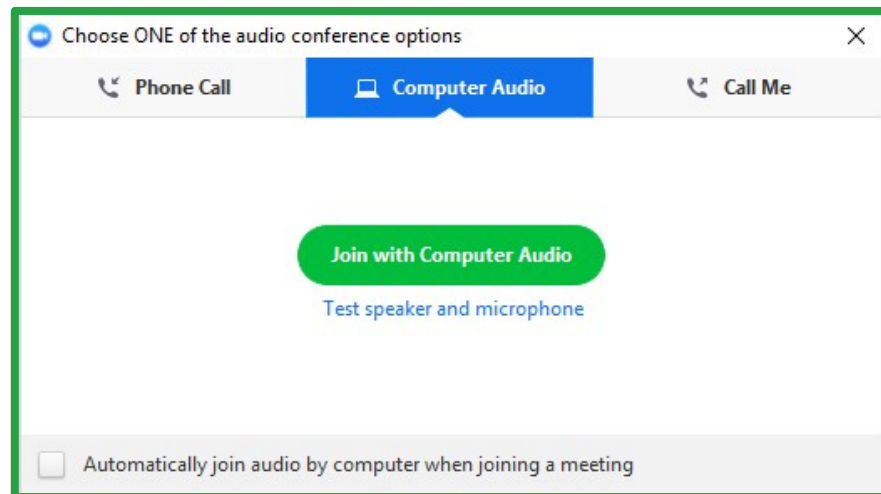 Choose ONE of the audio conference options
Phone Call Computer Audio Call Me
Join with Computer Audio
Test speaker and microphone
Automatically join audio by computer when joining a meeting